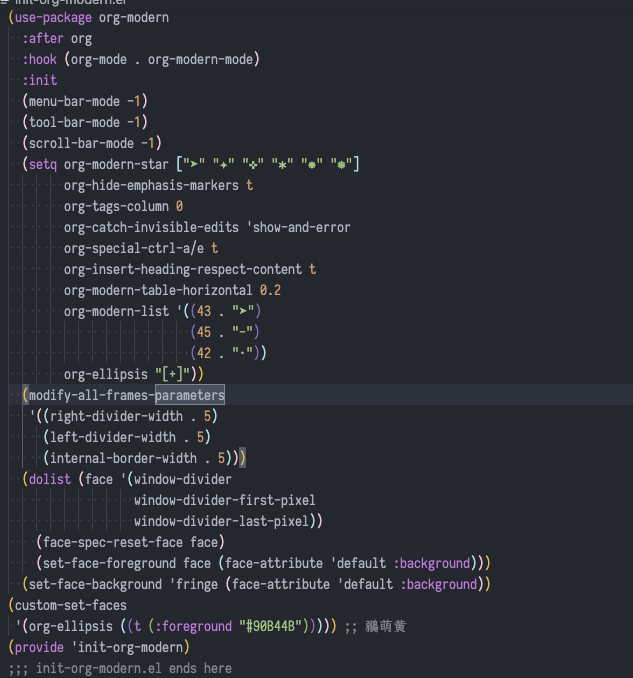 init-org-modern.el
(use-package org-modern
:after org
:hook (org-mode . org-modern-mode)
:init
(menu-bar-mode -1)
(tool-bar-mode -1)
(scroll-bar-mode -1)
(setq org-modern-star ["➤" "✦" "✜" "✲" "✹" "❅"]
org-hide-emphasis-markers t
org-tags-column 0
org-catch-invisible-edits 'show-and-error
org-special-ctrl-a/e t
org-insert-heading-respect-content t
org-modern-table-horizontal 0.2
org-modern-list '((43 . "➤")
(45 . "–")
(42 . "•"))
org-ellipsis "[+]"))
(modify-all-frames-parameters
'((right-divider-width . 5)
(left-divider-width . 5)
(internal-border-width . 5)))
(dolist (face '(window-divider
window-divider-first-pixel
window-divider-last-pixel))
(face-spec-reset-face face)
(set-face-foreground face (face-attribute 'default :background)))
(set-face-background 'fringe (face-attribute 'default :background))
(custom-set-faces
'(org-ellipsis ((t (:foreground "#90B44B"))))) ;; 鶸萌黄
(provide 'init-org-modern)
;;; init-org-modern.el ends here